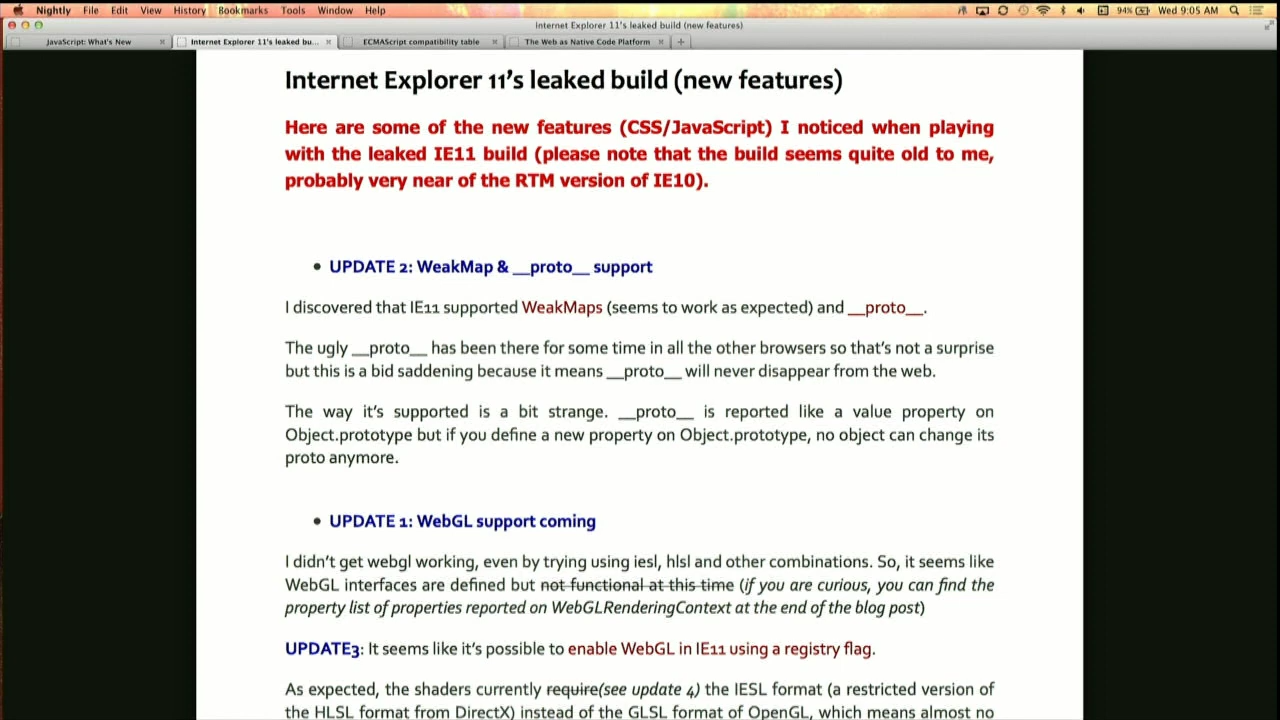 Nightly File Edit View History Bookmarks Tools Window Help 94% Wed 9:05 AM
Internet Explorer 11's leaked build (new features)
JavaScript: What's New × Internet Explorer 11's leaked bu... × ECMAScript compatibility table × The Web as Native Code Platform × +
Internet Explorer 11's leaked build (new features)
Here are some of the new features (CSS/JavaScript) I noticed when playing
with the leaked IE11 build (please note that the build seems quite old to me,
probably very near of the RTM version of IE10).
• UPDATE 2: WeakMap & __proto__ support
I discovered that IE11 supported WeakMaps (seems to work as expected) and __proto__.
The ugly __proto__ has been there for some time in all the other browsers so that's not a surprise
but this is a bid saddening because it means __proto__ will never disappear from the web.
The way it's supported is a bit strange. __proto__ is reported like a value property on
Object.prototype but if you define a new property on Object.prototype, no object can change its
proto anymore.
• UPDATE 1: WebGL support coming
I didn't get webgl working, even by trying using iesl, hlsl and other combinations. So, it seems like
WebGL interfaces are defined but not functional at this time (if you are curious, you can find the
property list of properties reported on WebGLRenderingContext at the end of the blog post)
UPDATE3: It seems like it's possible to enable WebGL in IE11 using a registry flag.
As expected, the shaders currently require(see update 4) the IESL format (a restricted version of
the HLSL format from DirectX) instead of the GLSL format of OpenGL, which means almost no